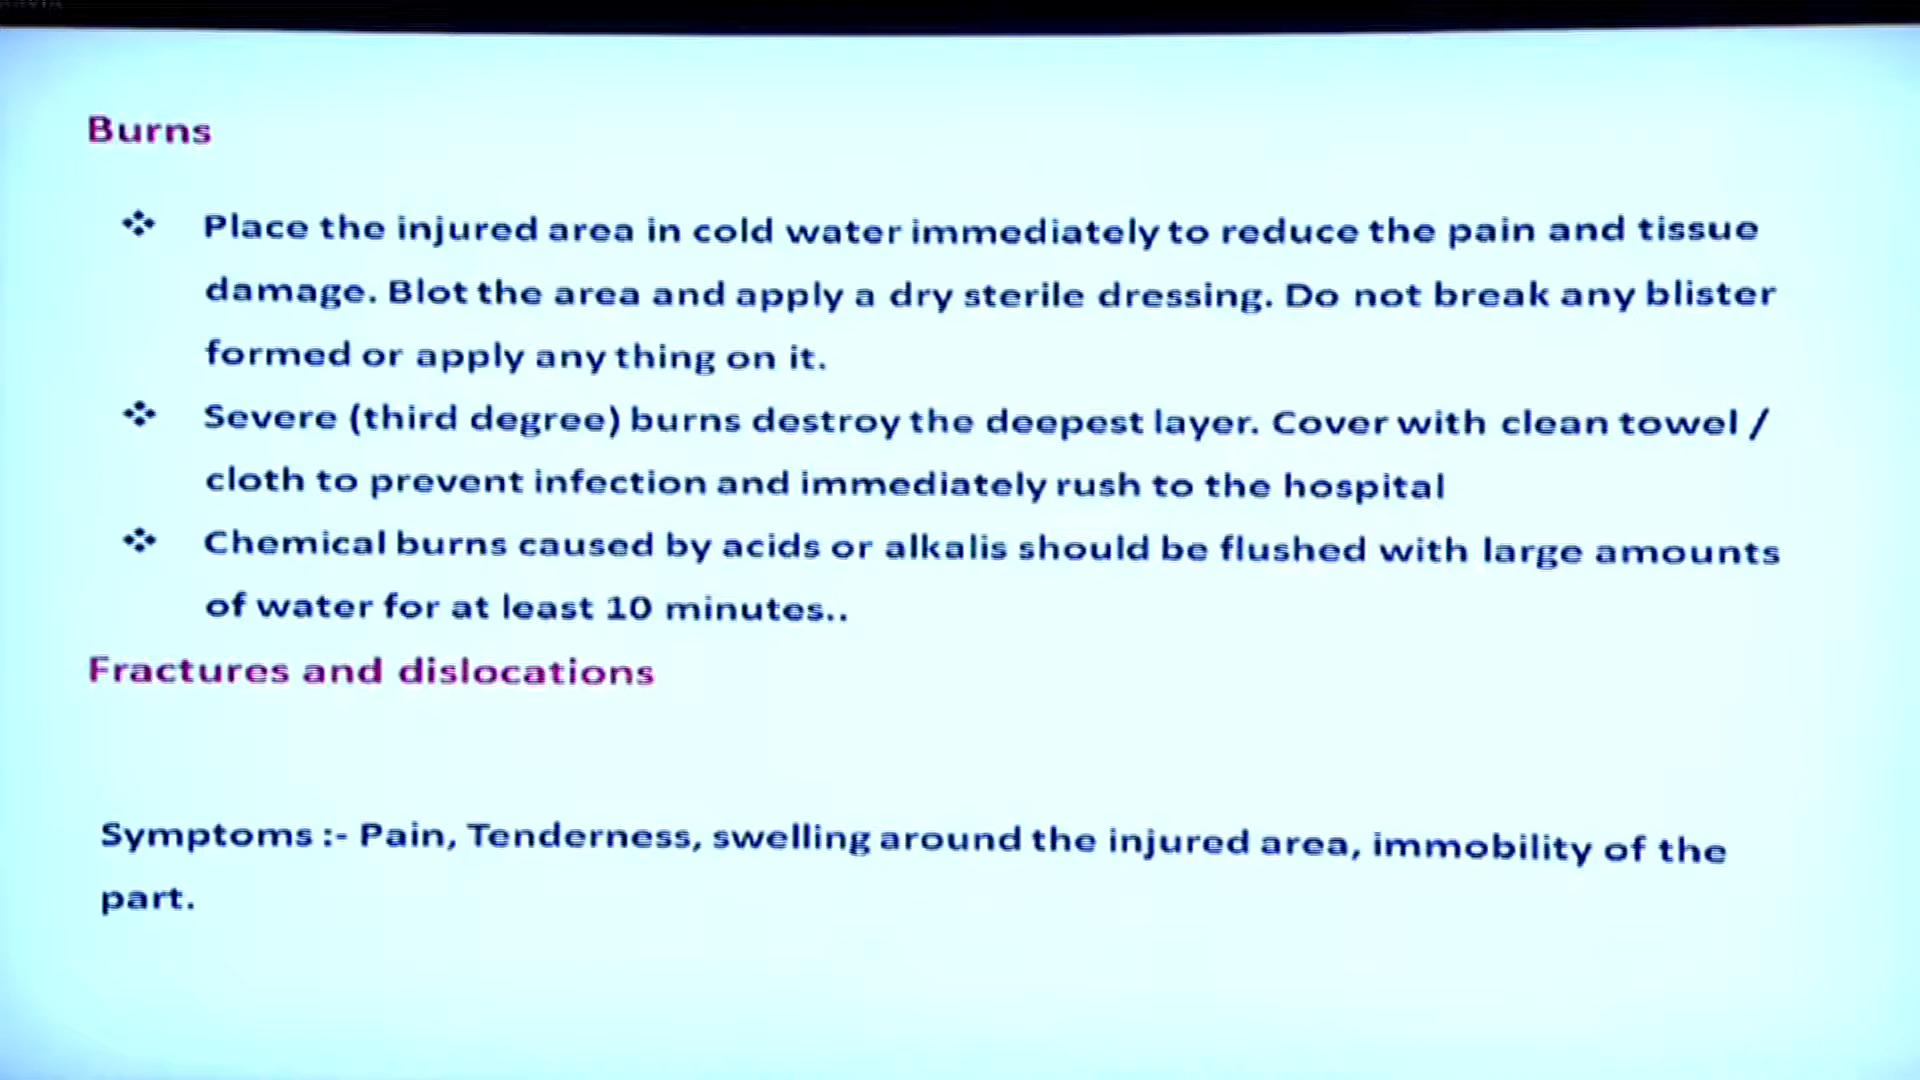 Burns
Place the injured area in cold water immediately to reduce the pain and tissue
damage. Blot the area and apply a dry sterile dressing. Do not break any blister
formed or apply any thing on it.
Severe (third degree) burns destroy the deepest layer. Cover with clean towel /
cloth to prevent infection and immediately rush to the hospital
Chemical burns caused by acids or alkalis should be flushed with large amounts
of water for at least 10 minutes..
Fractures and dislocations
Symptoms :- Pain, Tenderness, swelling around the injured area, immobility of the
part.